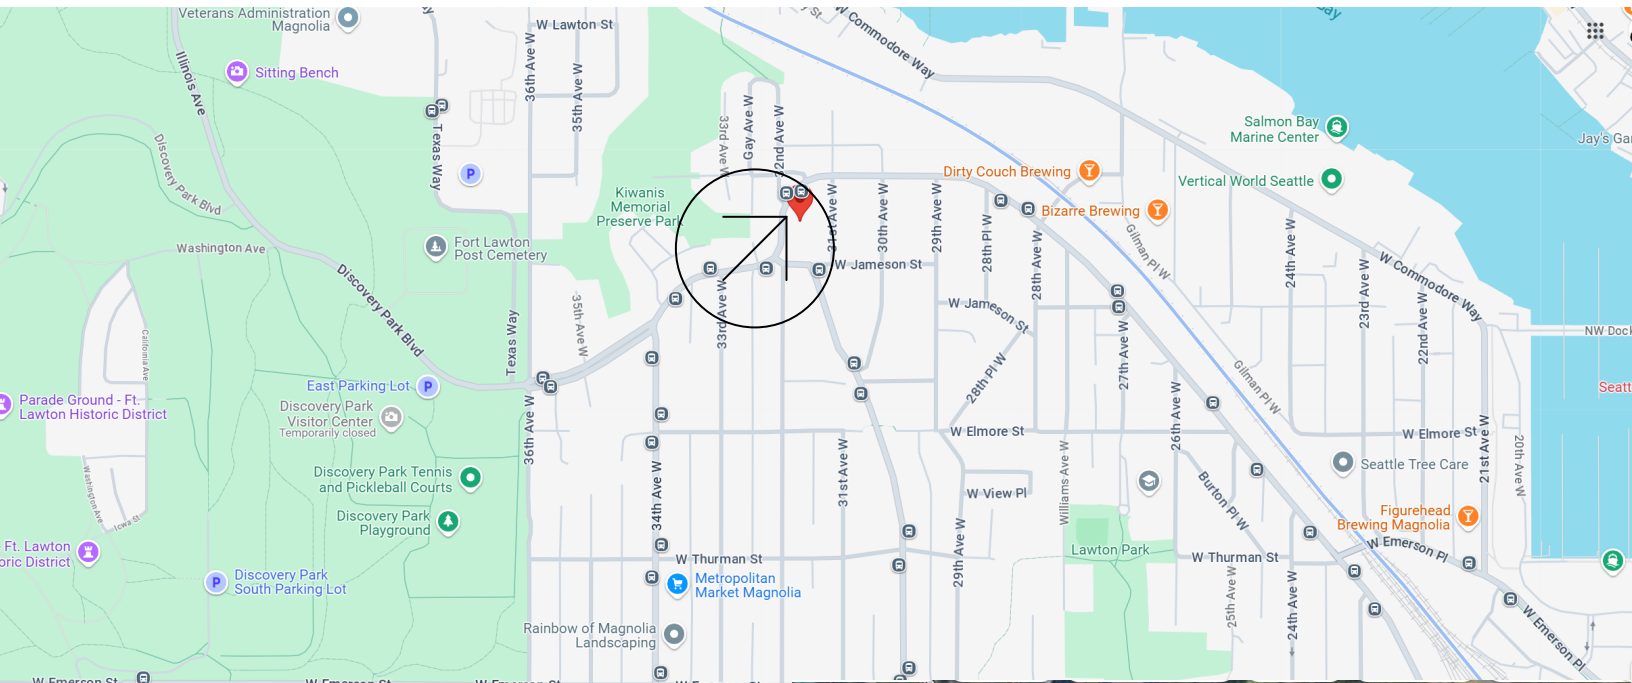 Veterans Administration
Magnolia
W Lawton St
W Commodore Way
Bay
Illinois Ave
Sitting Bench
36th Ave W
35th Ave W
Texas Way
Discovery Park Blvd
P
33rd Ave W
Gay Ave W
Salmon Bay
Marine Center
Jay's Ga
Dirty Couch Brewing
Vertical World Seattle
Kiwanis
Memorial
Preserve Park
Bizarre Brewing
31st Ave W
30th Ave W
29th Ave W
28th Pl W
28th Ave W
Gilman Pl W
24th Ave W
Washington Ave
Fort Lawton
Post Cemetery
W Jameson St
W Commodore Way
Discovery Park Blvd
Texas Way
35th Ave W
33rd Ave W
W Jameson St
23rd Ave W
22nd Ave W
NW Dock
California Ave
27th Ave W
28th Pl W
Gilman Pl W
East Parking Lot
P
Seatt
Parade Ground - Ft.
Lawton Historic District
Discovery Park
Visitor Center
Temporarily closed
36th Ave W
26th Ave W
W Elmore St
W Elmore St
21st Ave W
20th Ave W
31st Ave W
34th Ave W
Williams Ave W
Seattle Tree Care
Discovery Park Tennis
and Pickleball Courts
Washington Ave
W View Pl
Burton Pl W
Discovery Park
Playground
Iowa St
Figurehead
Brewing Magnolia
29th Ave W
Lawton Park
W Emerson Pl
Ft. Lawton
oric District
W Thurman St
W Thurman St
P
Discovery Park
South Parking Lot
Metropolitan
Market Magnolia
25th Ave W
24th Ave W
Rainbow of Magnolia
Landscaping
W Emerson Pl
W Emerson St